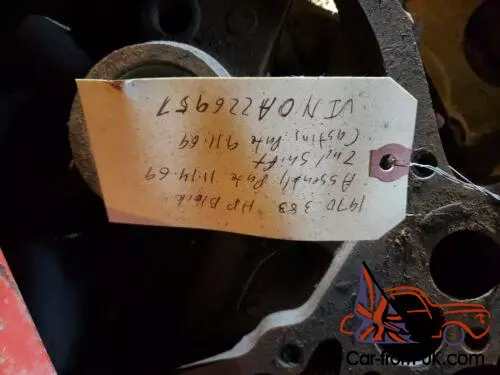 1970 383 HP Block
Assembly Date 11-14-69
2nd Shift
Casting Date 9-11-69
VIN 0A226957
Car-from-UK.com